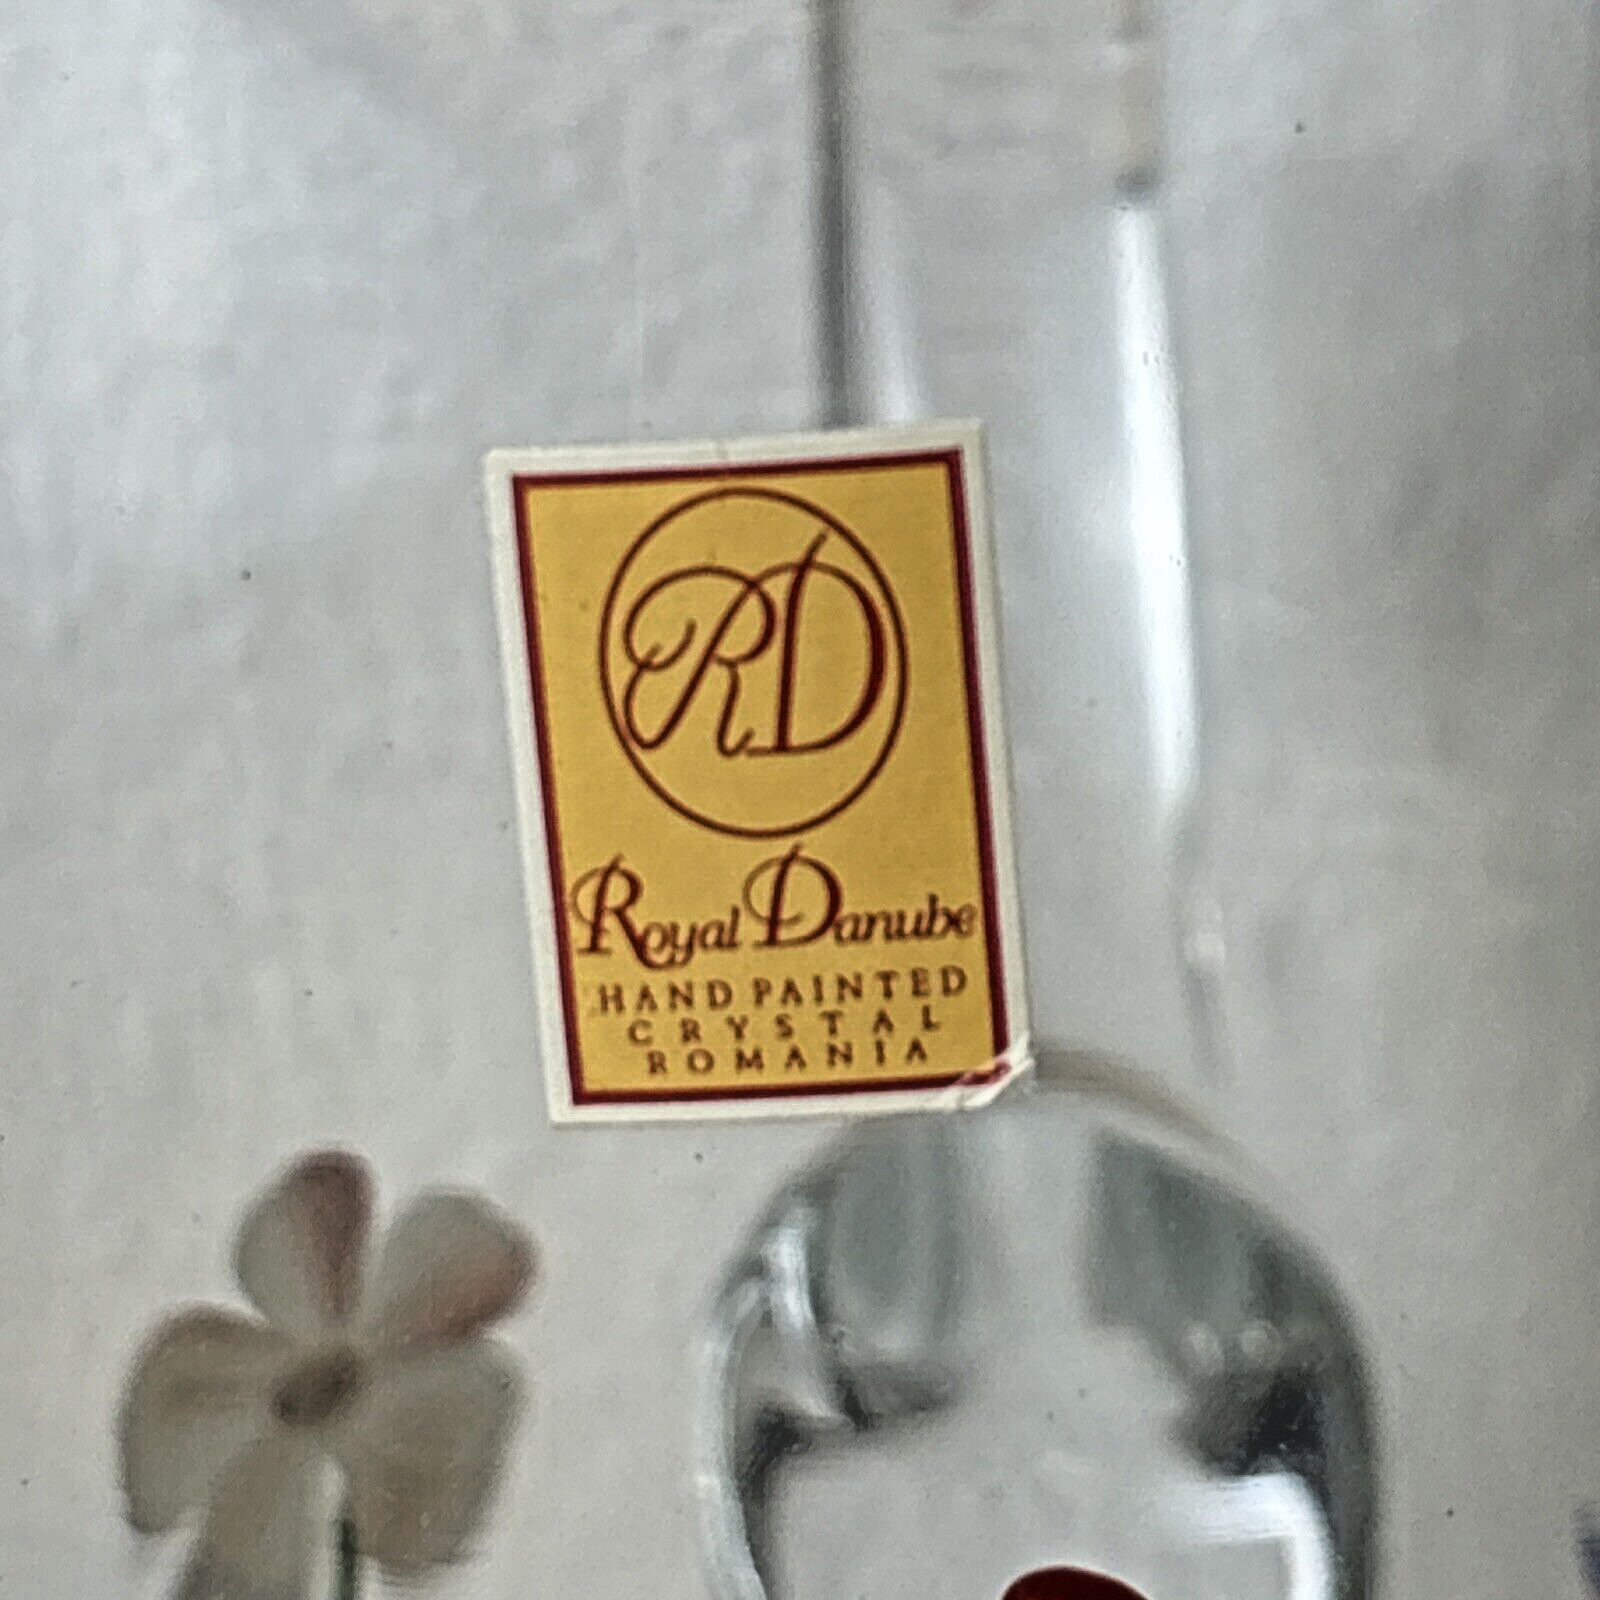 RD
Royal Danube
HAND PAINTED
CRYSTAL
ROMANIA